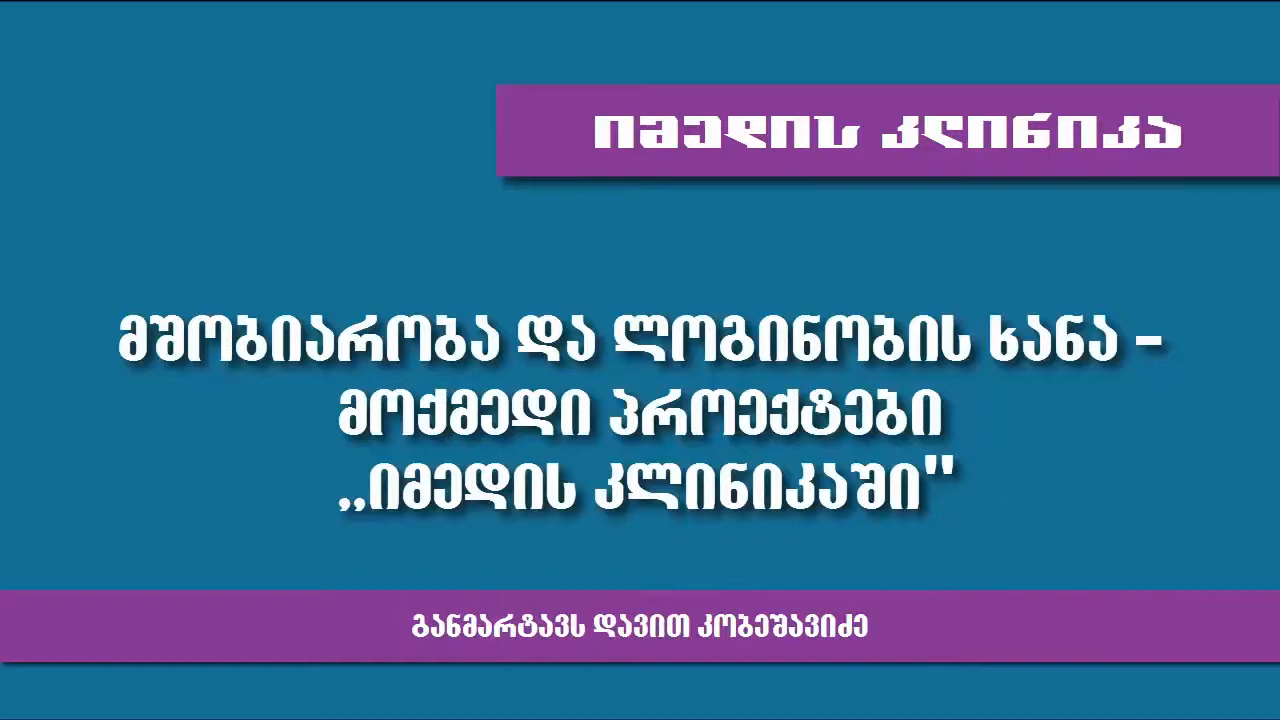 იმედის კლინიკა
მშობიარობა და ლოგინობის ხანა –
მოქმედი პროექტები
,,იმედის კლინიკაში"
განმარტავს დავით კობეშავიძე